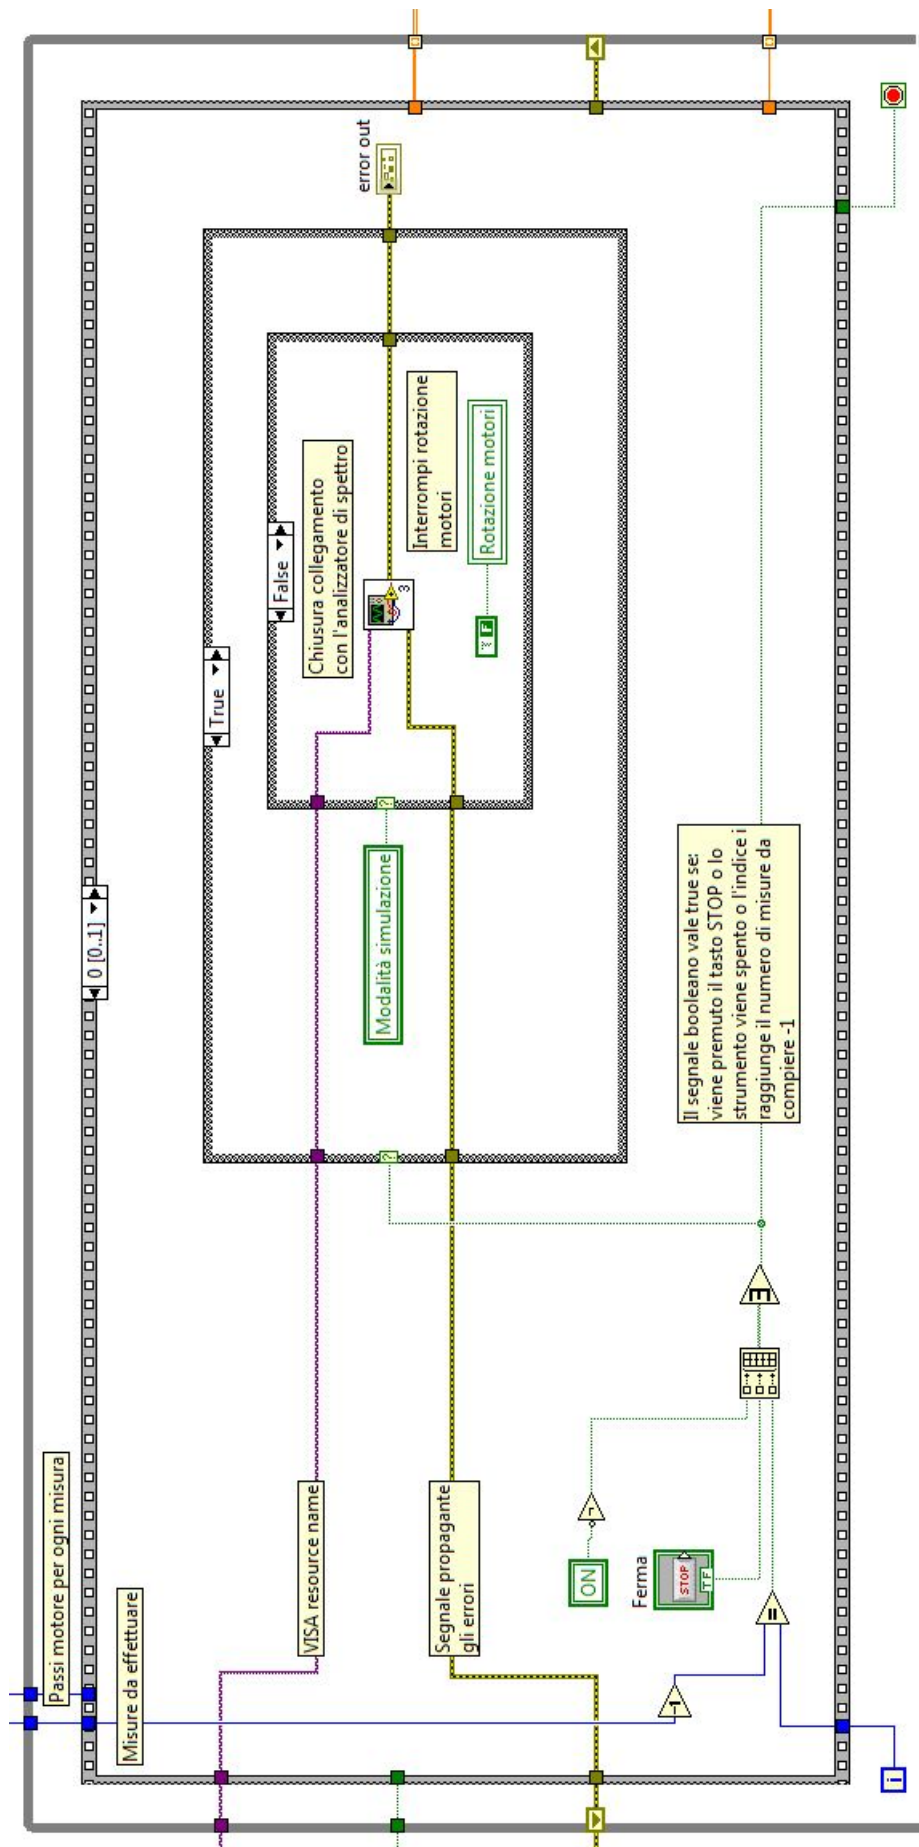 Passi motore per ogni misura
Misure da effettuare
0 [0..1]
True
False
VISA resource name
Segnale propagante
gli errori
Modalità simulazione
Chiusura collegamento
con l'analizzatore di spettro
3
Interrompi rotazione
motori
Rotazione motori
T F
error out
ON
Ferma
STOP
TF
-1
=
i
Il segnale booleano vale true se:
viene premuto il tasto STOP o lo
strumento viene spento o l'indice i
raggiunge il numero di misure da
compiere -1
?
?